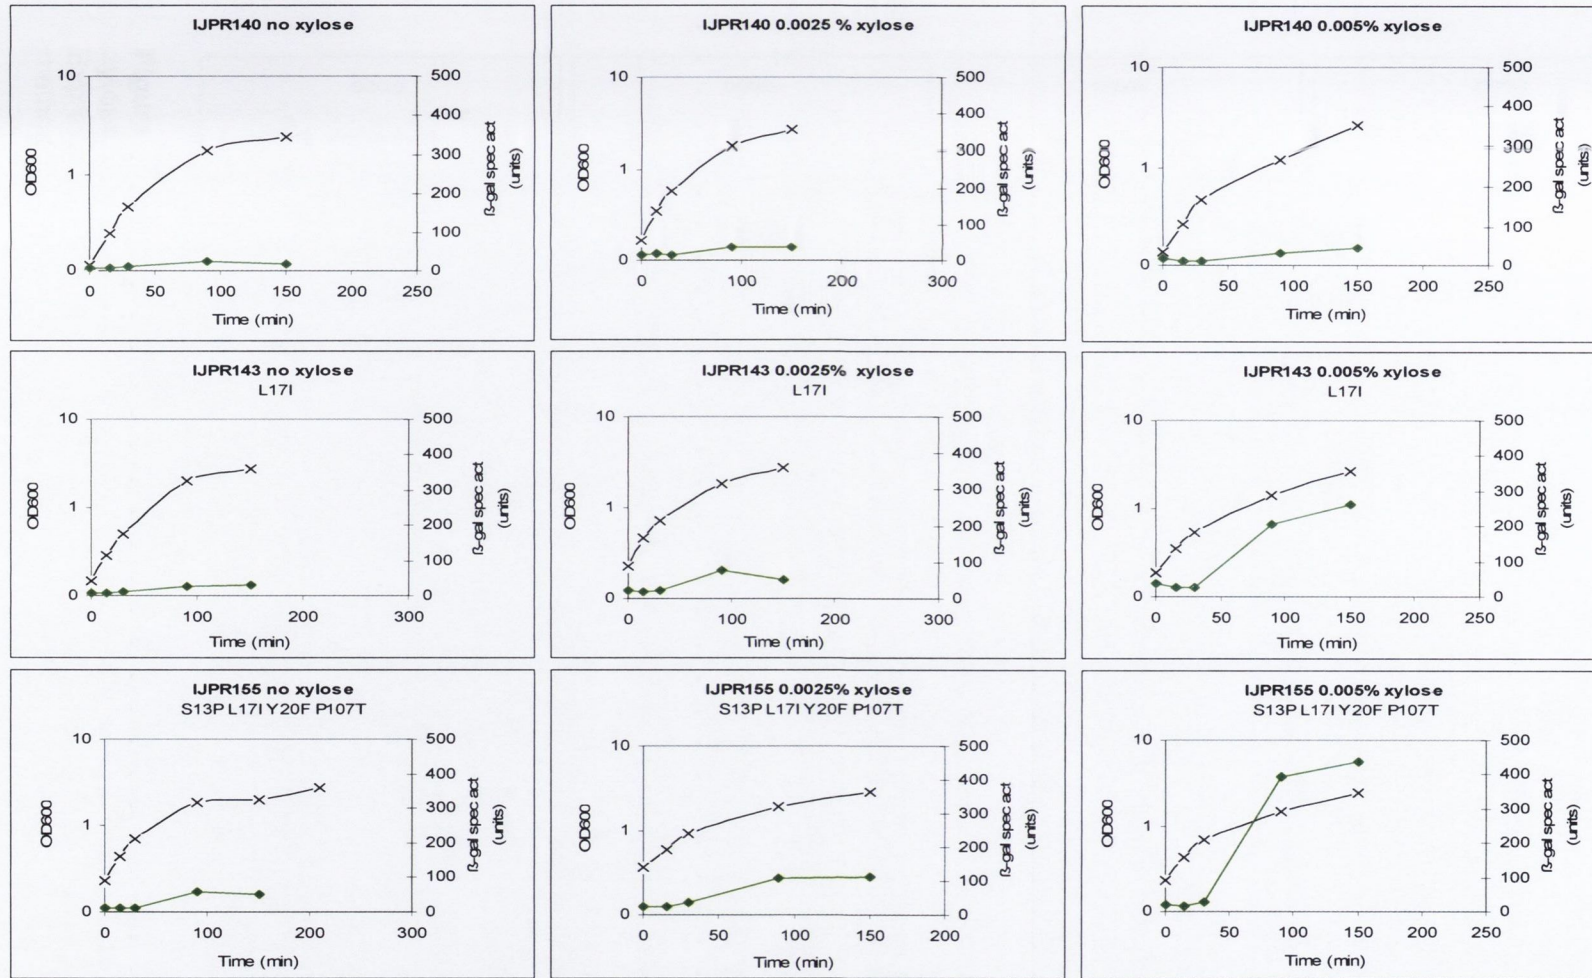 IJPR140 no xylose
10
1
0
OD600
500
400
300
200
100
0
ß-gal spec act
(units)
0 50 100 150 200 250
Time (min)
IJPR140 0.0025 % xylose
10
1
0
OD600
500
400
300
200
100
0
ß-gal spec act
(units)
0 100 200 300
Time (min)
IJPR140 0.005% xylose
10
1
0
OD600
500
400
300
200
100
0
ß-gal spec act
(units)
0 50 100 150 200 250
Time (min)
IJPR143 no xylose
L17I
10
1
0
OD600
500
400
300
200
100
0
ß-gal spec act
(units)
0 100 200 300
Time (min)
IJPR143 0.0025% xylose
L17I
10
1
0
OD600
500
400
300
200
100
0
ß-gal spec act
(units)
0 100 200 300
Time (min)
IJPR143 0.005% xylose
L17I
10
1
0
OD600
500
400
300
200
100
0
ß-gal spec act
(units)
0 50 100 150 200 250
Time (min)
IJPR155 no xylose
S13P L17I Y20F P107T
10
1
0
OD600
500
400
300
200
100
0
ß-gal spec act
(units)
0 100 200 300
Time (min)
IJPR155 0.0025% xylose
S13P L17I Y20F P107T
10
1
0
OD600
500
400
300
200
100
0
ß-gal spec act
(units)
0 50 100 150 200
Time (min)
IJPR155 0.005% xylose
S13P L17I Y20F P107T
10
1
0
OD600
500
400
300
200
100
0
ß-gal spec act
(units)
0 50 100 150 200 250
Time (min)